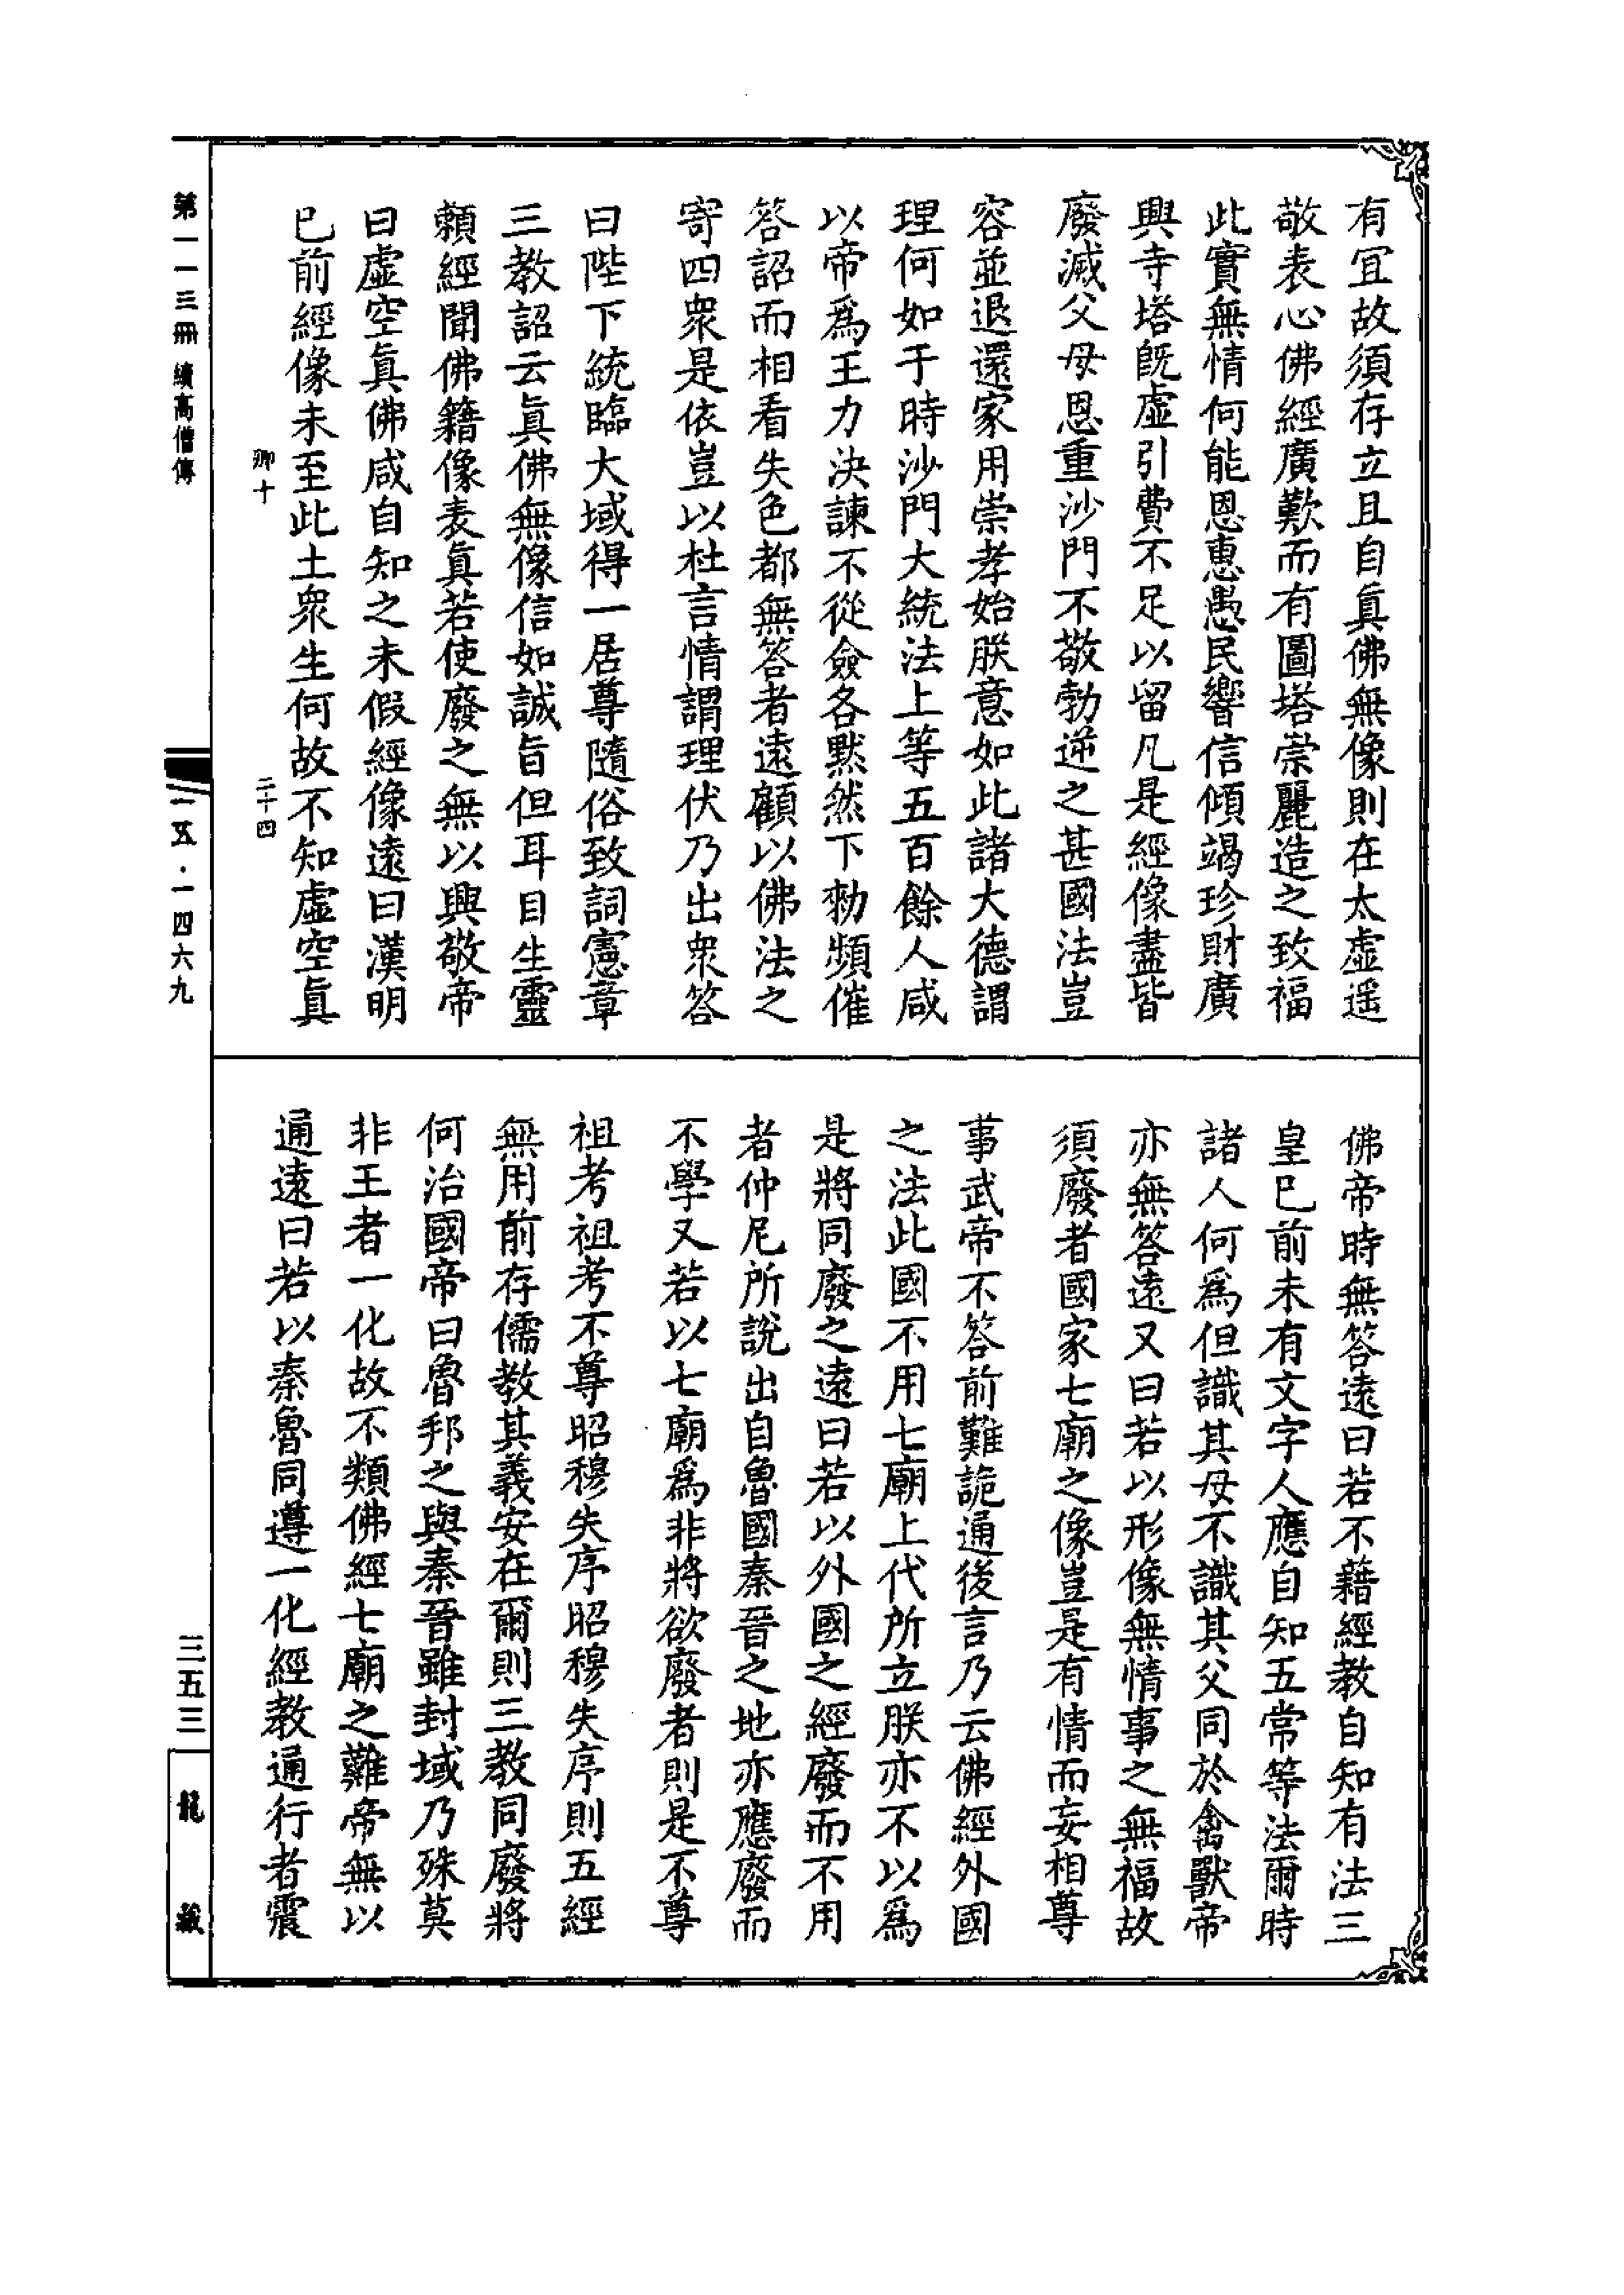 有宜故須存立且自真佛無像則在太虛遥
敬表心佛經廣歎而有圖塔崇麗造之致福
此實無情何能恩惠愚民響信傾竭珍財廣
興寺塔旣虛引費不足以留凡是經像盡皆
廢滅父母恩重沙門不敬勃逆之甚國法豈
容並退還家用崇孝始朕意如此諸大德謂
理何如于時沙門大統法上等五百餘人咸
以帝爲王力決諫不從僉各默然下勑頻催
答詔而相看失色都無答者遠顧以佛法之
寄四衆是依豈以杜言情謂理伏乃出衆答
曰陛下統臨大域得一居尊隨俗致詞憲章
三教詔云眞佛無像信如誠旨但耳目生靈
賴經聞佛籍像表眞若使廢之無以興敬帝
曰虛空眞佛咸自知之未假經像遠曰漢明
已前經像未至此土衆生何故不知虛空眞
卿十
二十四
佛帝時無答遠曰若不藉經教自知有法三
皇已前未有文字人應自知五常等法爾時
諸人何爲但識其母不識其父同於禽獸帝
亦無答遠又曰若以形像無情事之無福故
須廢者國家七廟之像豈是有情而妄相尊
事武帝不答前難詭通後言乃云佛經外國
之法此國不用七廟上代所立朕亦不以爲
是將同廢之遠曰若以外國之經廢而不用
者仲尼所說出自魯國秦晉之地亦應廢而
不學又若以七廟爲非將欲廢者則是不尊
祖考祖考不尊昭穆失序昭穆失序則五經
無用前存儒教其義安在爾則三教同廢將
何治國帝曰魯邦之與秦晉雖封域乃殊莫
非王者一化故不類佛經七廟之難帝無以
通遠曰若以秦魯同遵一化經教通行者震
第一一三冊 續高僧傳
一五·一四六九
三五三
龍藏